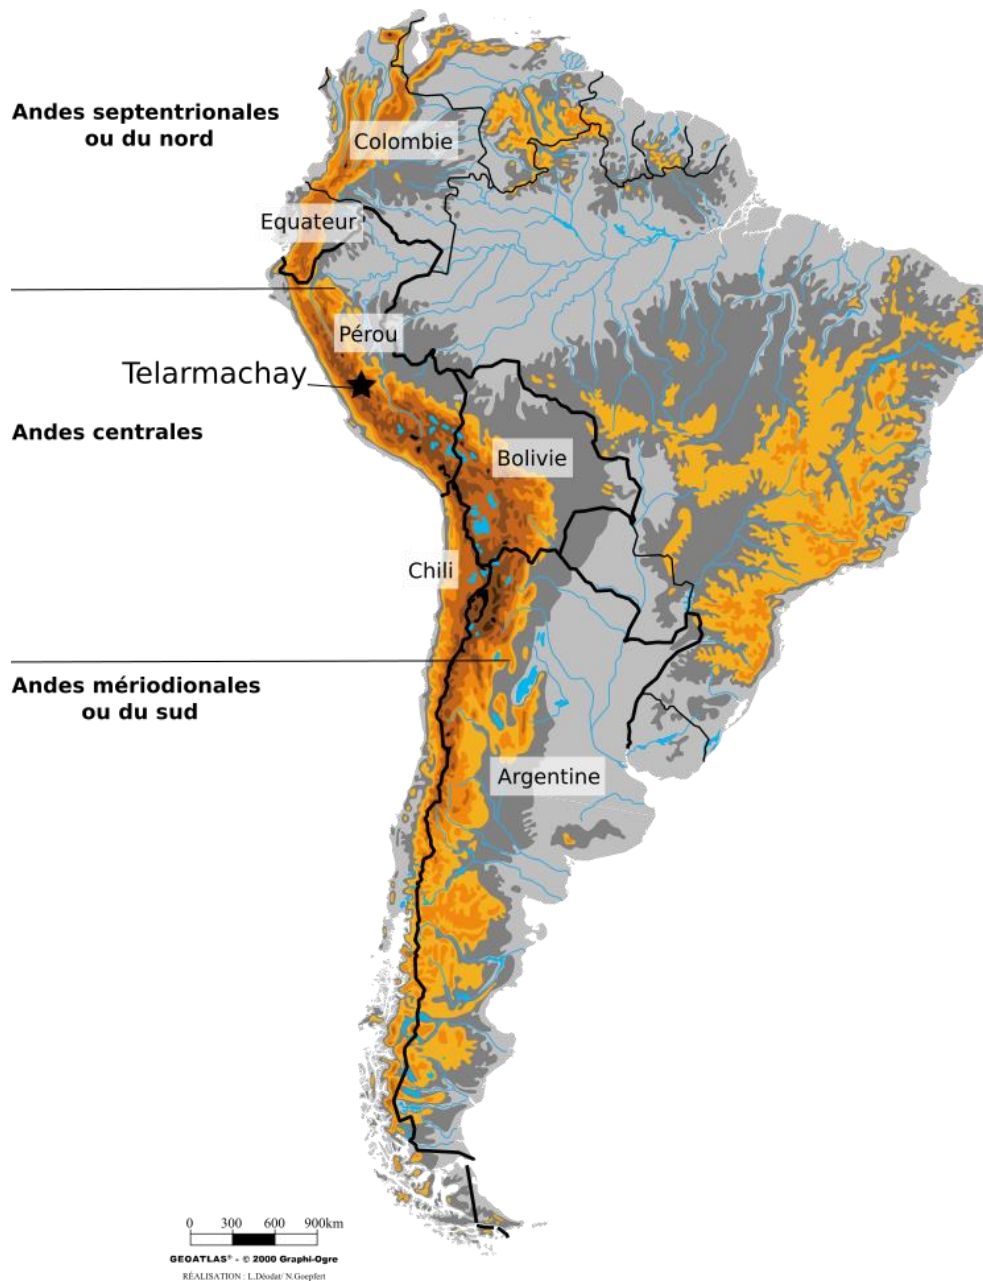 Andes septentrionales
ou du nord
Colombie
Equateur
Pérou
Telarmachay
Andes centrales
Bolivie
Chili
Andes mériodionales
ou du sud
Argentine
0 300 600 900km
GEOATLAS® - © 2000 Graphi-Ogre
RÉALISATION : L.Déodat/ N.Goepfert